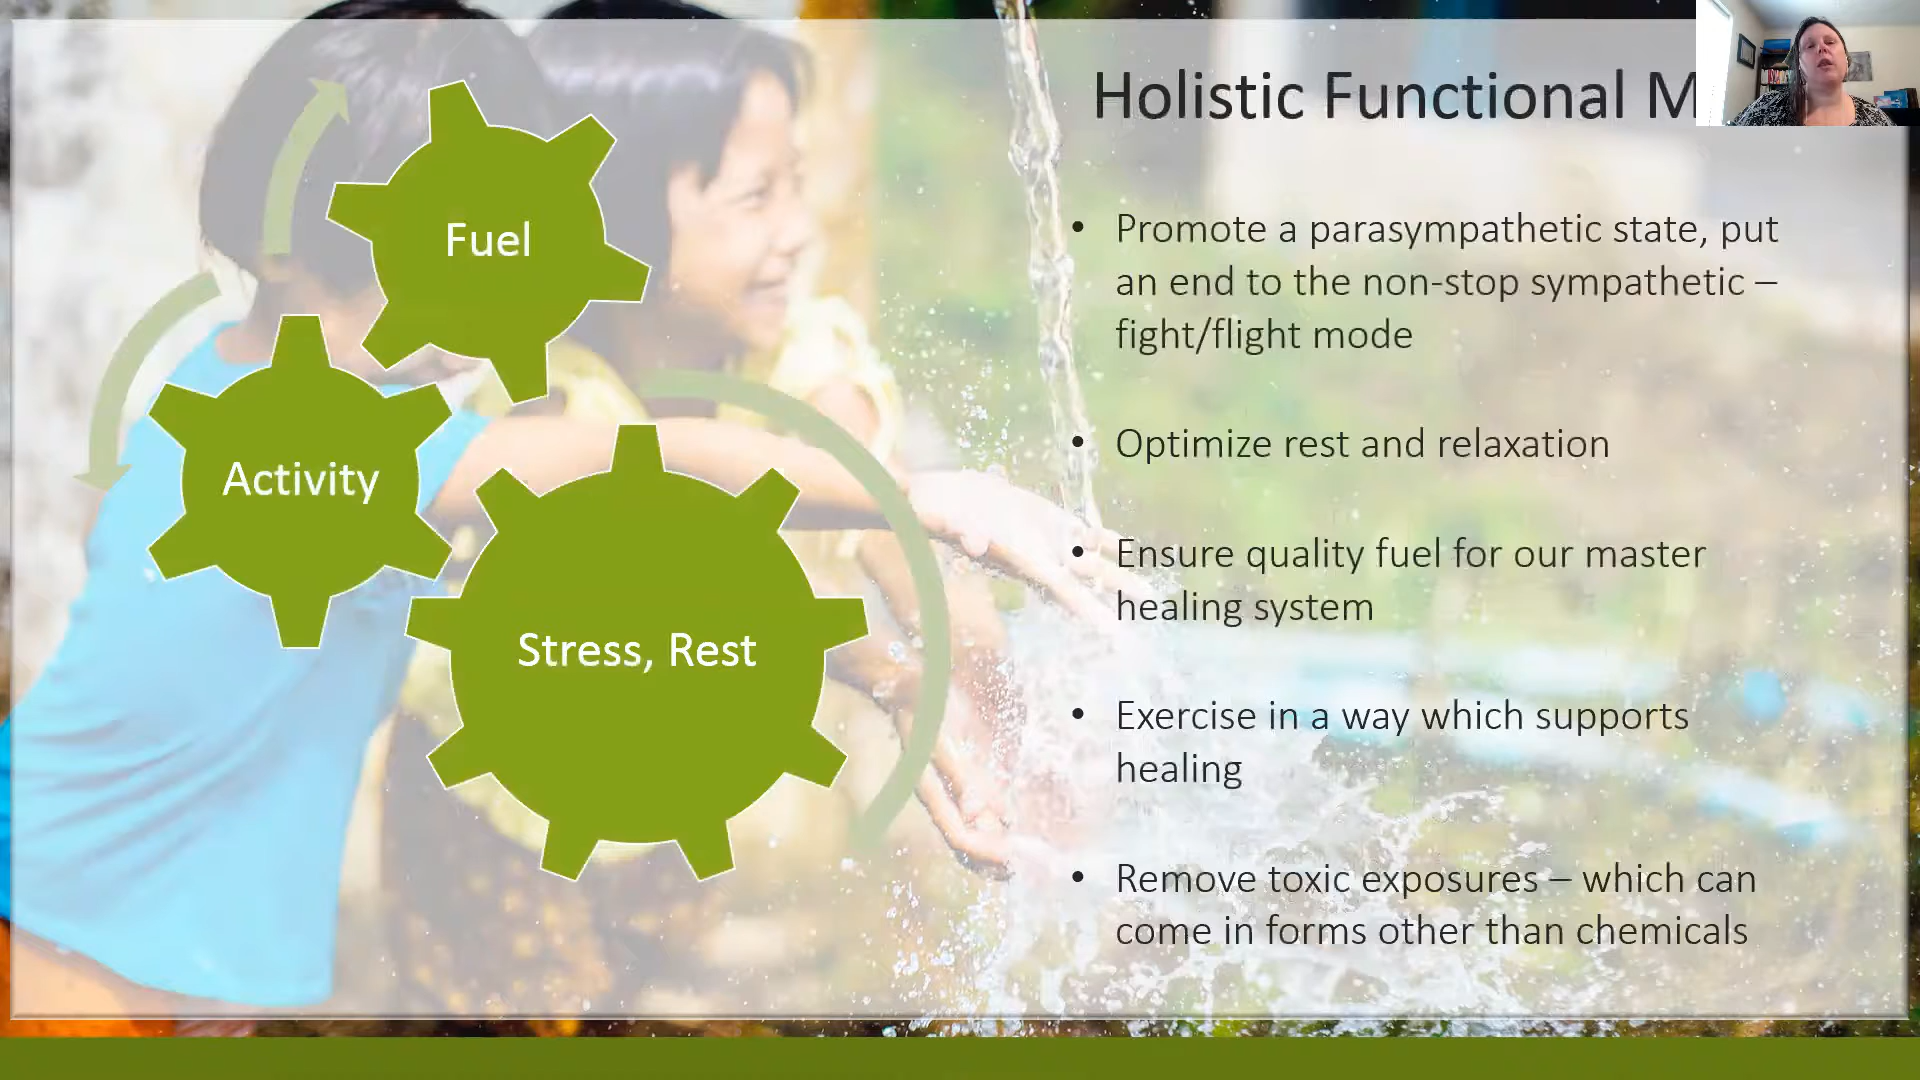 Holistic Functional M
Fuel
Activity
Stress, Rest
• Promote a parasympathetic state, put
an end to the non-stop sympathetic –
fight/flight mode
• Optimize rest and relaxation
• Ensure quality fuel for our master
healing system
• Exercise in a way which supports
healing
• Remove toxic exposures – which can
come in forms other than chemicals